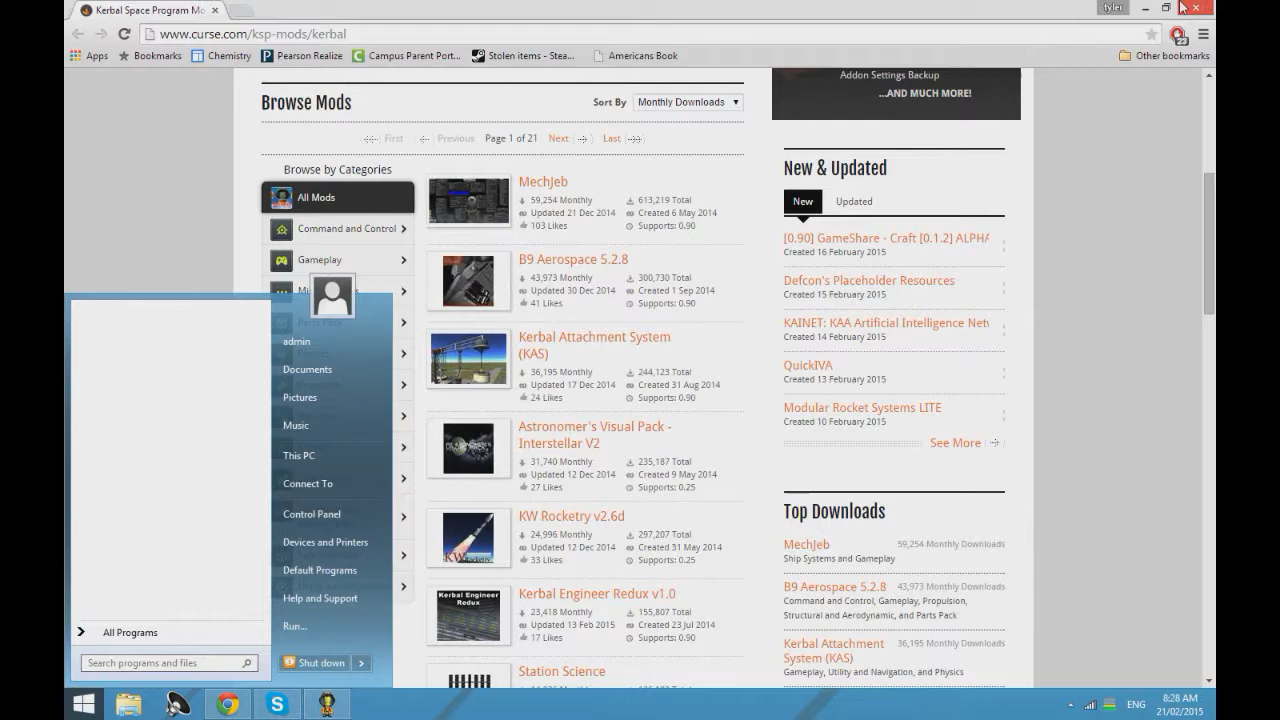 Kerbal Space Program Mo
tyler
www.curse.com/ksp-mods/kerbal
Apps
Bookmarks
Chemistry
Pearson Realize
Campus Parent Port...
Stolen items - Stea...
Americans Book
Other bookmarks
Browse Mods
Sort By
Monthly Downloads
First
Previous
Page 1 of 21
Next
Last
Browse by Categories
All Mods
Command and Control
Gameplay
MechJeb
59,254 Monthly
613,219 Total
Updated 21 Dec 2014
Created 6 May 2014
103 Likes
Supports: 0.90
B9 Aerospace 5.2.8
43,973 Monthly
300,730 Total
Updated 30 Dec 2014
Created 1 Sep 2014
41 Likes
Supports: 0.90
Kerbal Attachment System
(KAS)
36,195 Monthly
244,123 Total
Updated 17 Dec 2014
Created 31 Aug 2014
24 Likes
Supports: 0.90
Astronomer's Visual Pack -
Interstellar V2
31,740 Monthly
235,187 Total
Updated 12 Dec 2014
Created 9 May 2014
27 Likes
Supports: 0.25
KW Rocketry v2.6d
24,996 Monthly
297,207 Total
Updated 12 Dec 2014
Created 31 May 2014
33 Likes
Supports: 0.25
Kerbal Engineer
Redux
Kerbal Engineer Redux v1.0
23,418 Monthly
155,807 Total
Updated 13 Feb 2015
Created 23 Jul 2014
17 Likes
Supports: 0.90
Station Science
Addon Settings Backup
...AND MUCH MORE!
New & Updated
New
Updated
[0.90] GameShare - Craft [0.1.2] ALPHA
Created 16 February 2015
Defcon's Placeholder Resources
Created 15 February 2015
KAINET: KAA Artificial Intelligence Net
Created 14 February 2015
QuickIVA
Created 13 February 2015
Modular Rocket Systems LITE
Created 10 February 2015
See More
Top Downloads
MechJeb
59,254 Monthly Downloads
Ship Systems and Gameplay
B9 Aerospace 5.2.8
43,973 Monthly Downloads
Command and Control, Gameplay, Propulsion,
Structural and Aerodynamic, and Parts Pack
Kerbal Attachment
System (KAS)
36,195 Monthly Downloads
Gameplay, Utility and Navigation, and Physics
admin
Documents
Pictures
Music
This PC
Connect To
Control Panel
Devices and Printers
Default Programs
Help and Support
Run...
All Programs
Search programs and files
Shut down
ENG
8:28 AM
21/02/2015